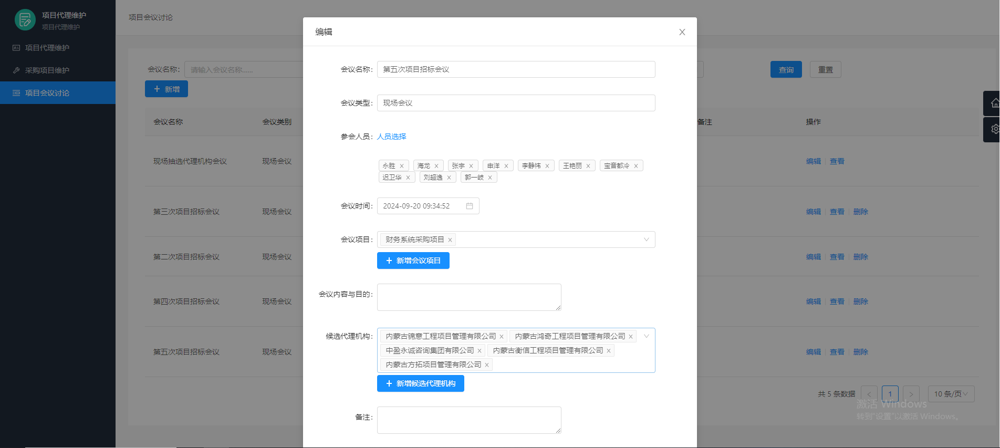 项目代理维护
项目代理维护
项目代理维护
采购项目维护
项目会议讨论
项目会议讨论
会议名称: 请输入会议名称......
查询 重置
新增
会议名称 会议类别 备注 操作
现场抽选代理机构会议 现场会议 编辑 查看
第三次项目招标会议 现场会议 编辑 查看 删除
第二次项目招标会议 现场会议 编辑 查看 删除
第四次项目招标会议 现场会议 编辑 查看 删除
第五次项目招标会议 现场会议 编辑 查看 删除
共 5 条数据 < 1 > 10 条/页
激活 Windows
转到"设置"以激活 Windows。
编辑
会议名称: 第五次项目招标会议
会议类型: 现场会议
参会人员: 人员选择
永胜 海龙 张宇 申洋 李静祎 王艳丽 宝音都冷
迟卫华 刘超逸 郭一岐
会议时间: 2024-09-20 09:34:52
会议项目: 财务系统采购项目
新增会议项目
会议内容与目的:
候选代理机构: 内蒙古锦意工程项目管理有限公司 内蒙古鸿奇工程项目管理有限公司
中盈永诚咨询集团有限公司 内蒙古衡信工程项目管理有限公司
内蒙古方拓项目管理有限公司
新增候选代理机构
备注: